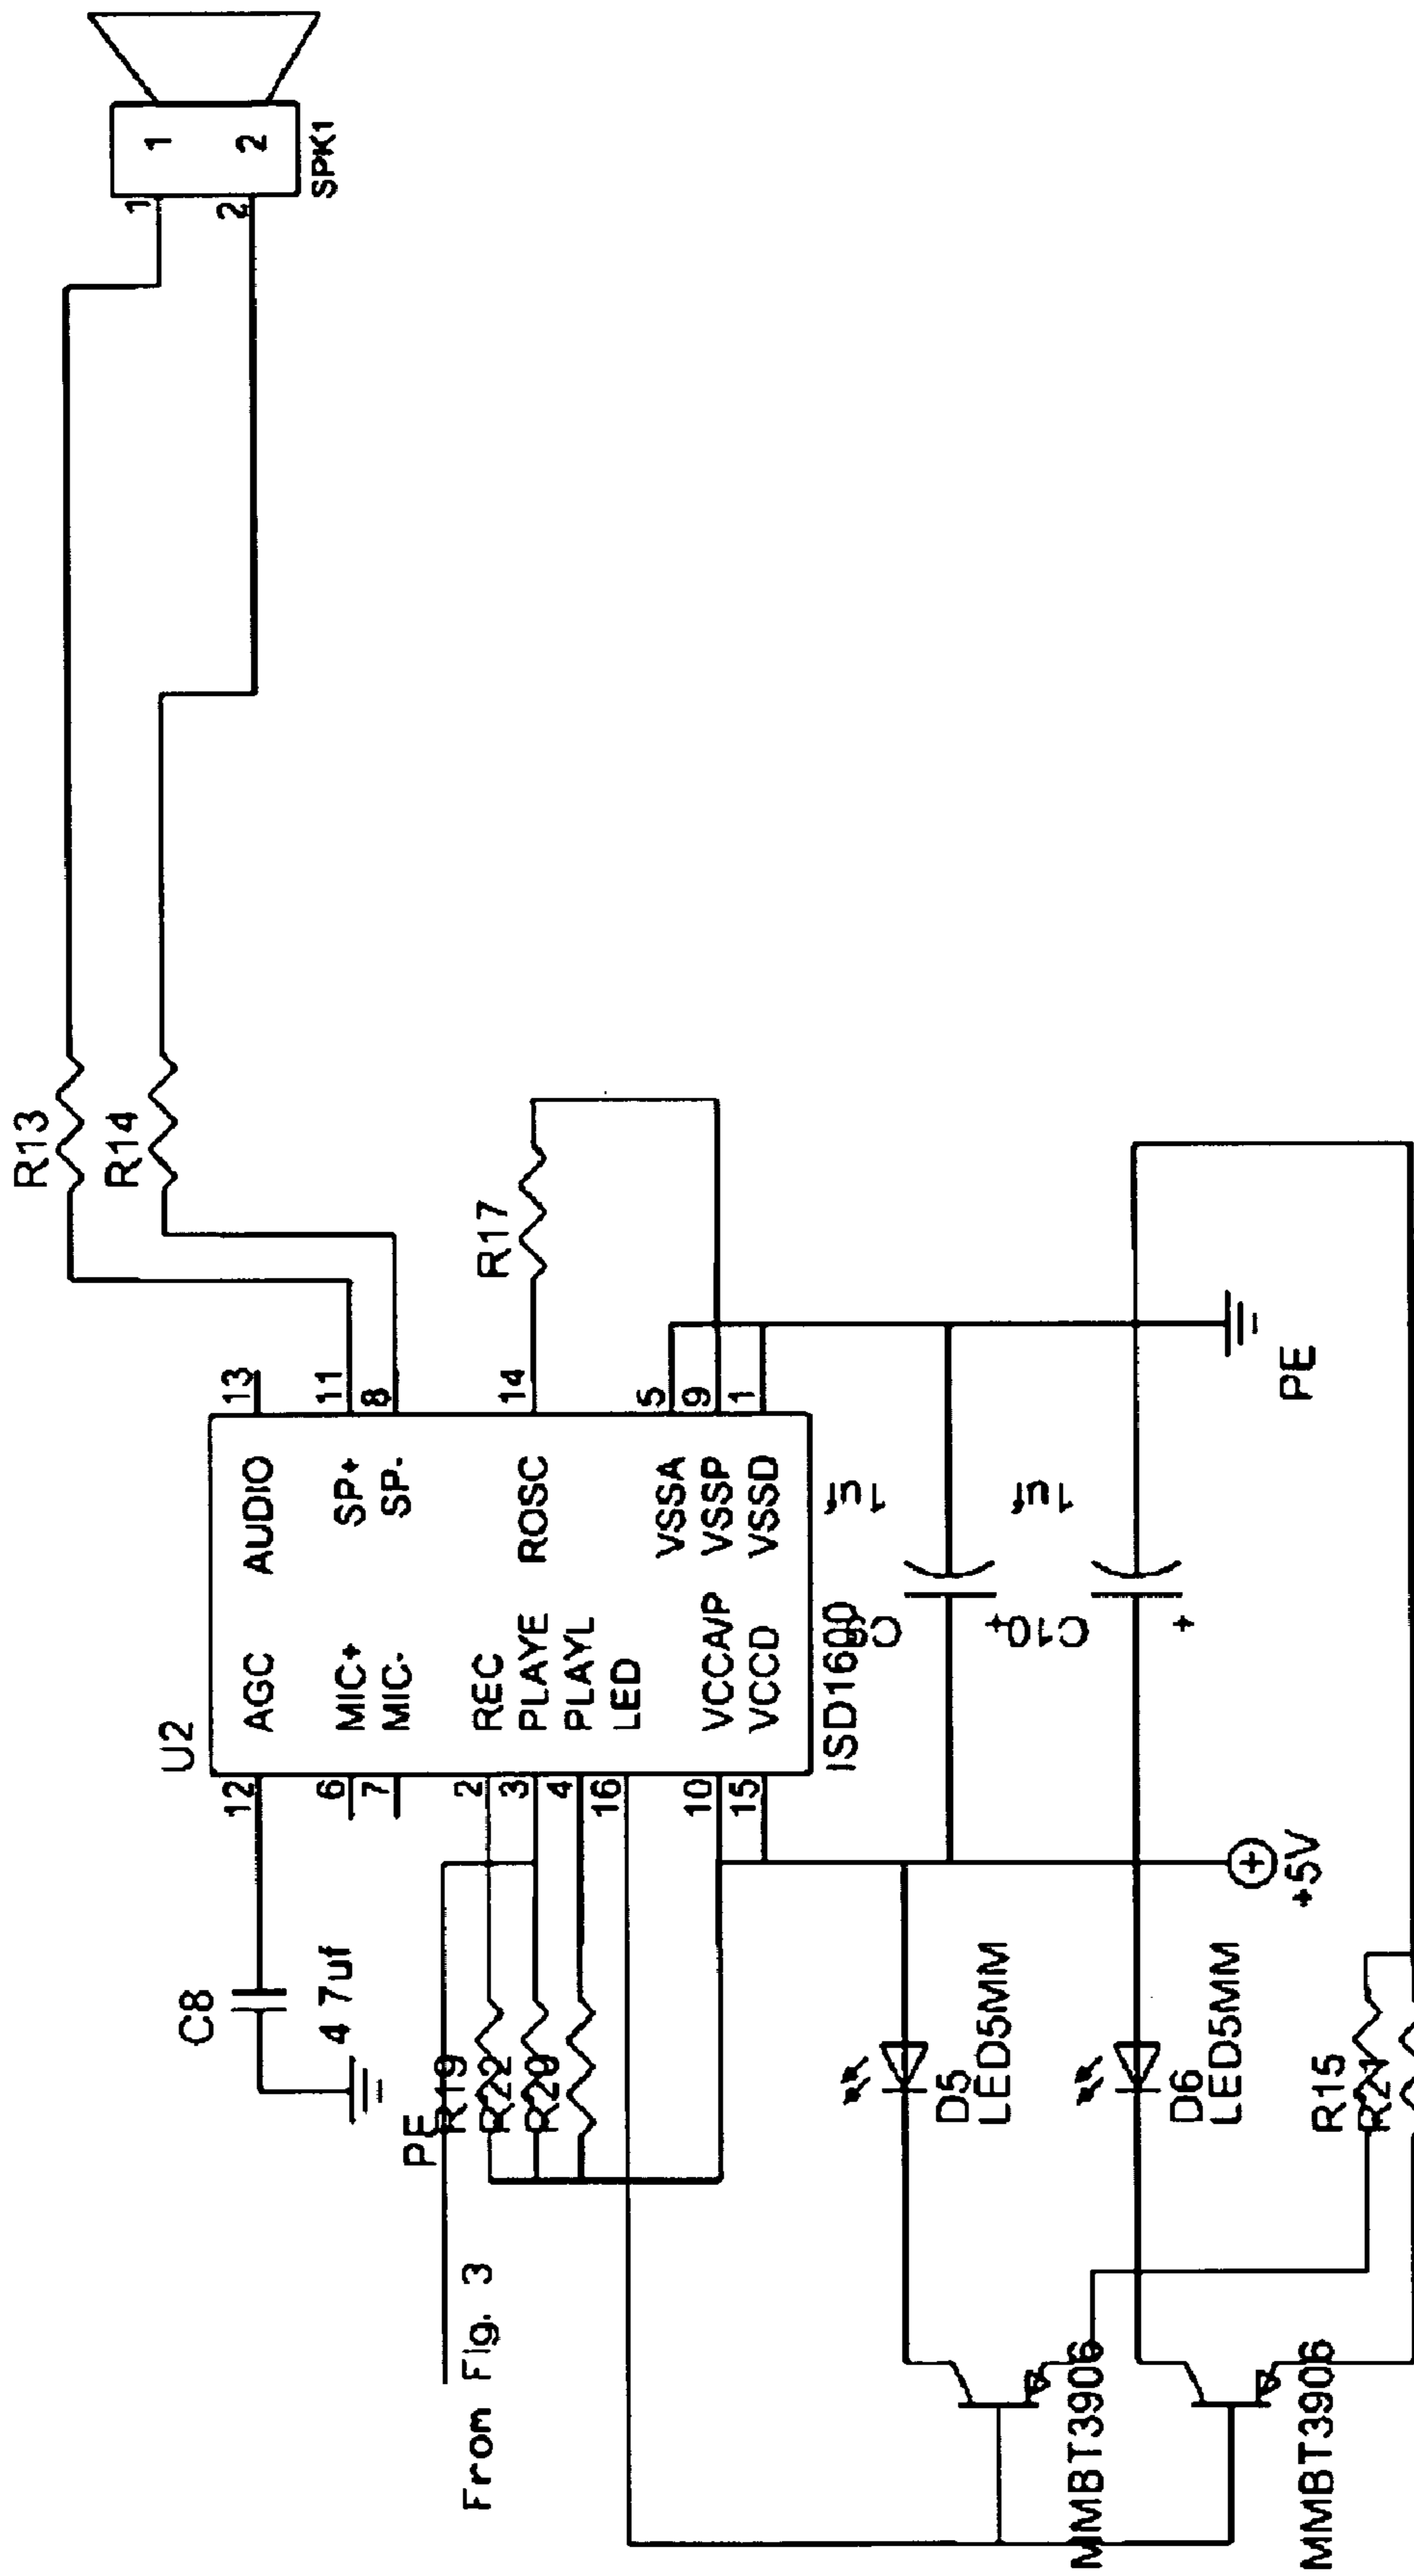 SPK1
1
2
1
2
R13
R14
R17
U2
ISD1600
12
6
7
2
3
4
16
10
15
AGC
MIC+
MIC-
REC
PLAYE
PLAYL
LED
VCCA/P
VCCD
AUDIO
SP+
SP-
ROSC
VSSA
VSSP
VSSD
13
11
8
14
5
9
1
C8
4 7uf
PE
R19
R22
R20
From Fig. 3
1uf
1uf
C10
+
+
PE
+5V
D5
LED5MM
D6
LED5MM
R15
R21
MMBT3906
MMBT3906